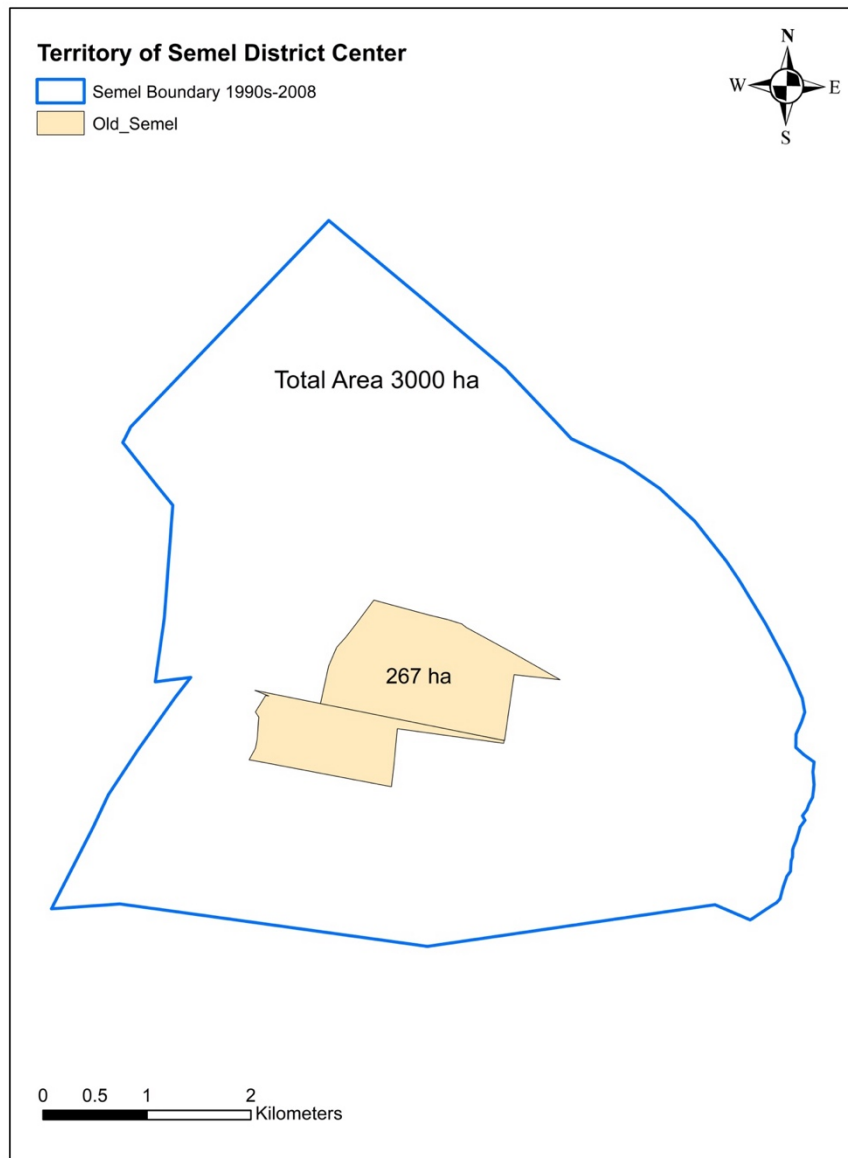 Territory of Semel District Center
Semel Boundary 1990s-2008
Old_Semel
N
W E
S
Total Area 3000 ha
267 ha
0 0.5 1 2
Kilometers